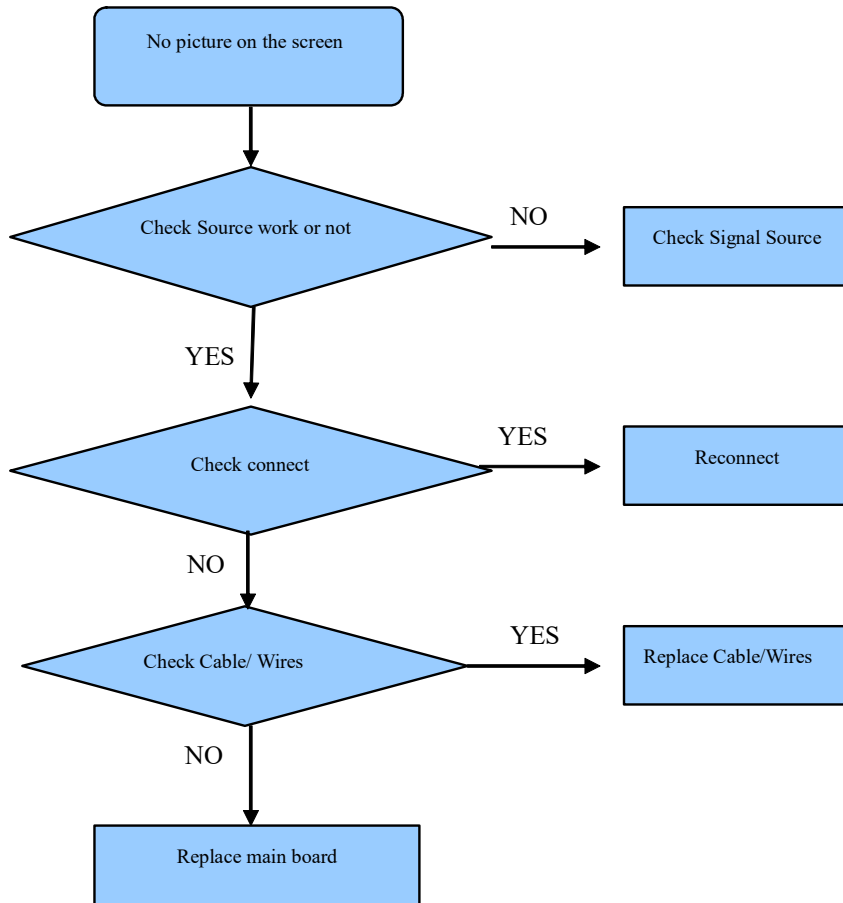 No picture on the screen
Check Source work or not
NO
Check Signal Source
YES
Check connect
YES
Reconnect
NO
Check Cable/ Wires
YES
Replace Cable/Wires
NO
Replace main board